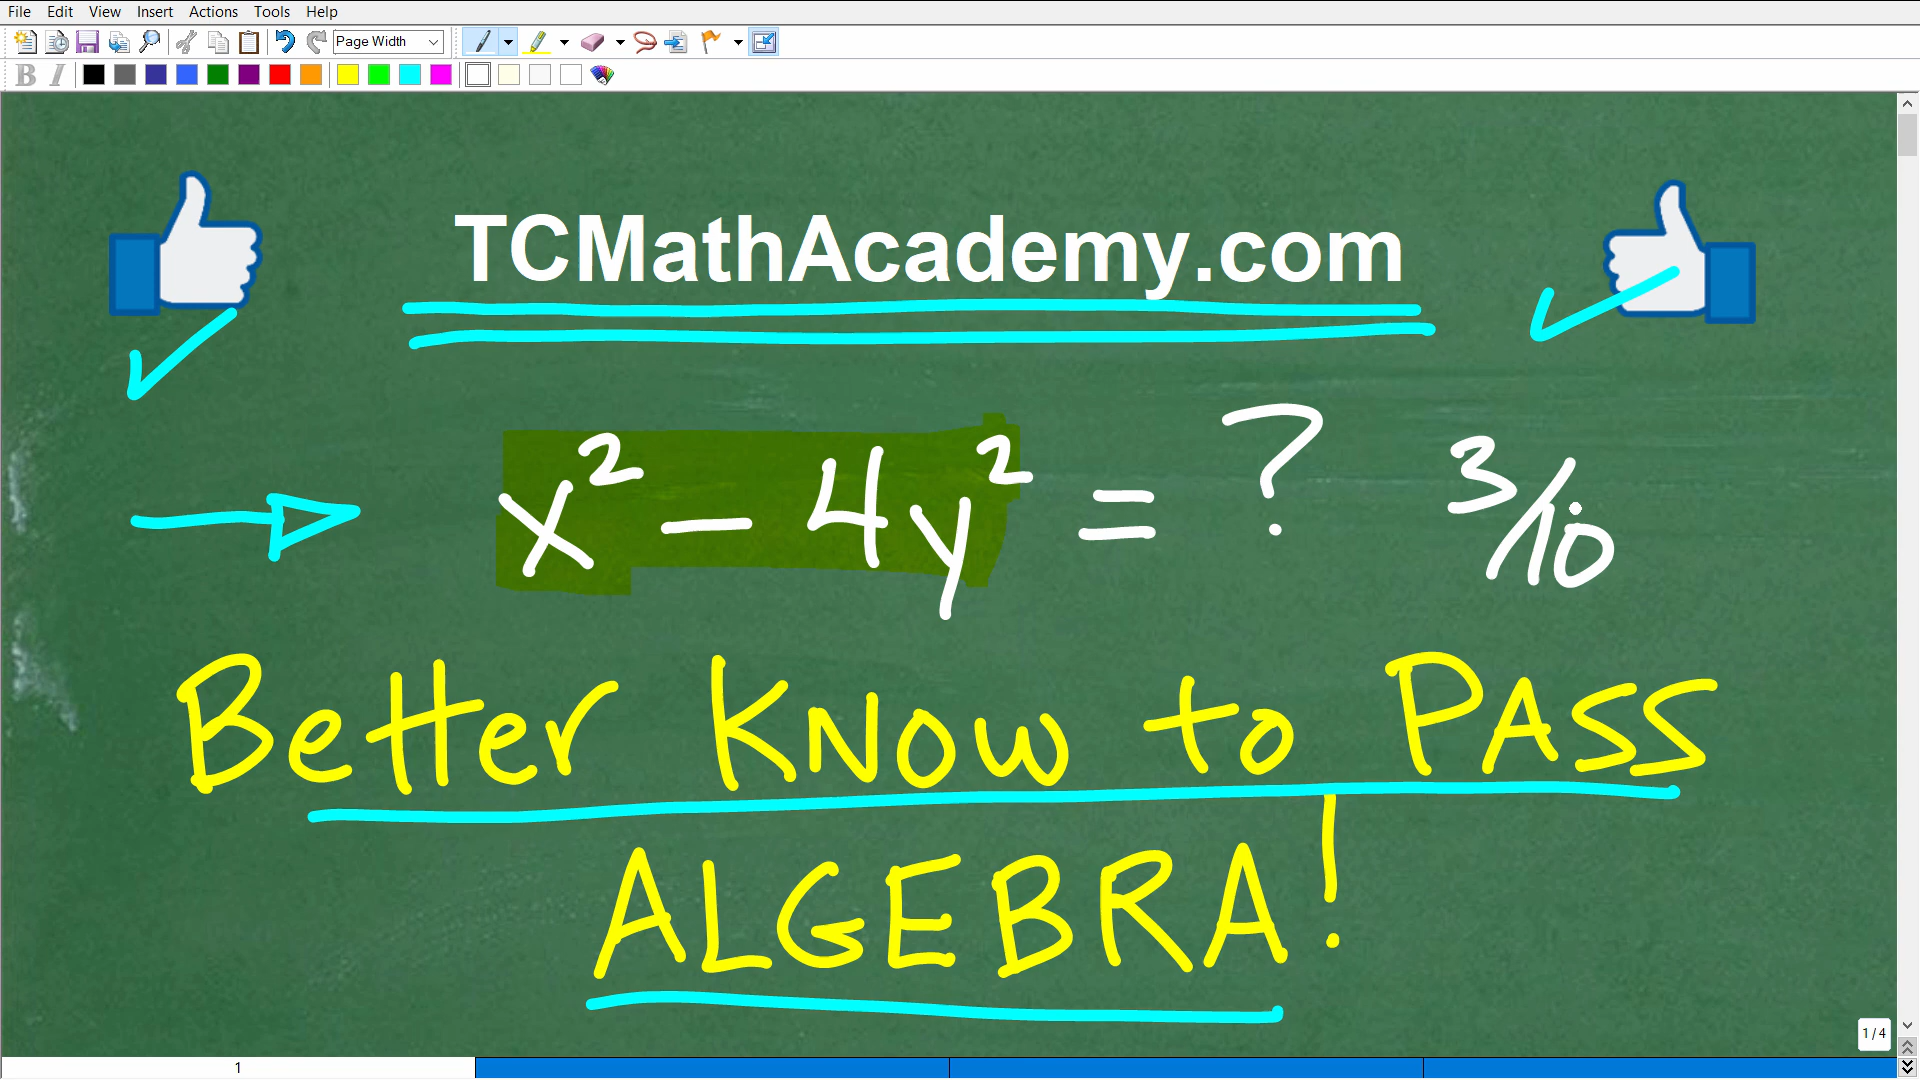 File Edit View Insert Actions Tools Help
Page Width
B I
TCMathAcademy.com
x² – 4y² = ? 3/10
Better Know to PASS
ALGEBRA!
1 / 4
1